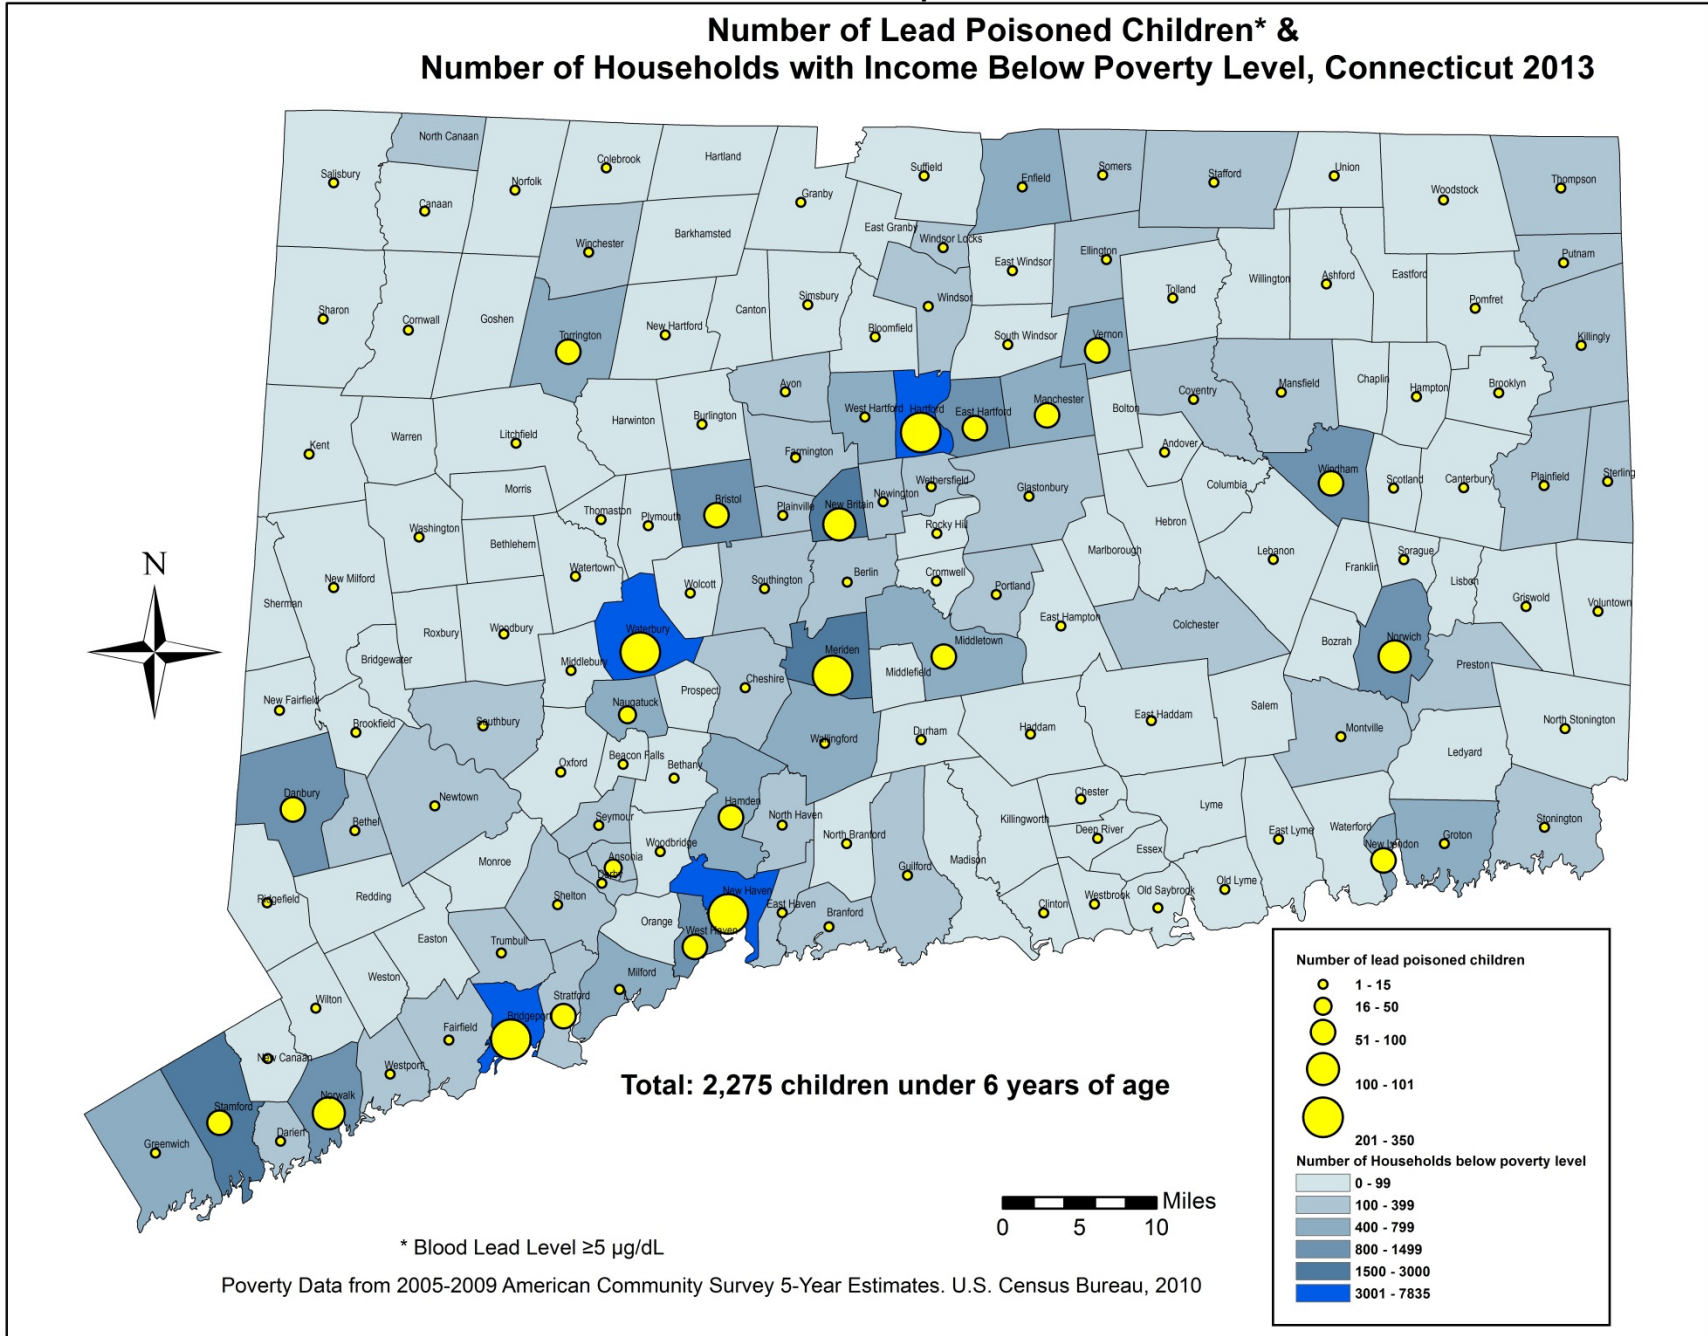 Number of Lead Poisoned Children* &
Number of Households with Income Below Poverty Level, Connecticut 2013
North Canaan
Colebrook
Hartland
Suffield
Enfield
Somers
Stafford
Union
Woodstock
Thompson
Salisbury
Canaan
Norfolk
Granby
East Granby
Windsor Locks
Winchester
Barkhamsted
East Windsor
Ellington
Willington
Ashford
Eastford
Putnam
Sharon
Cornwall
Goshen
Torrington
New Hartford
Canton
Simsbury
Bloomfield
Windsor
South Windsor
Vernon
Tolland
Pomfret
Killingly
Kent
Warren
Litchfield
Harwinton
Burlington
Avon
West Hartford
Hartford
East Hartford
Manchester
Bolton
Coventry
Mansfield
Chaplin
Hampton
Brooklyn
Andover
Farmington
Morris
Thomaston
Plymouth
Bristol
Plainville
New Britain
Newington
Wethersfield
Glastonbury
Rocky Hill
Columbia
Windham
Scotland
Canterbury
Plainfield
Sterling
Washington
Bethlehem
Watertown
Wolcott
Southington
Berlin
Cromwell
Portland
Marlborough
Hebron
Lebanon
Franklin
Sprague
Lisbon
Griswold
Voluntown
N
New Milford
Sherman
Roxbury
Woodbury
Waterbury
Bridgewater
Middlebury
Meriden
Middletown
Middlefield
East Hampton
Colchester
Bozrah
Norwich
Preston
New Fairfield
Brookfield
Southbury
Naugatuck
Prospect
Cheshire
Wallingford
Durham
Haddam
East Haddam
Salem
Montville
Ledyard
North Stonington
Oxford
Beacon Falls
Bethany
Danbury
Bethel
Newtown
Seymour
Hamden
North Haven
North Branford
Killingworth
Chester
Deep River
Essex
Lyme
East Lyme
Waterford
New London
Groton
Stonington
Woodbridge
Ansonia
Derby
Monroe
Ridgefield
Redding
Shelton
Orange
New Haven
West Haven
East Haven
Branford
Guilford
Madison
Clinton
Westbrook
Old Saybrook
Old Lyme
Easton
Trumbull
Weston
Wilton
Milford
Stratford
Bridgeport
Fairfield
New Canaan
Westport
Norwalk
Stamford
Darien
Greenwich
Total: 2,275 children under 6 years of age
Miles
0 5 10
* Blood Lead Level ≥5 µg/dL
Poverty Data from 2005-2009 American Community Survey 5-Year Estimates. U.S. Census Bureau, 2010
Number of lead poisoned children
1 - 15
16 - 50
51 - 100
100 - 101
201 - 350
Number of Households below poverty level
0 - 99
100 - 399
400 - 799
800 - 1499
1500 - 3000
3001 - 7835